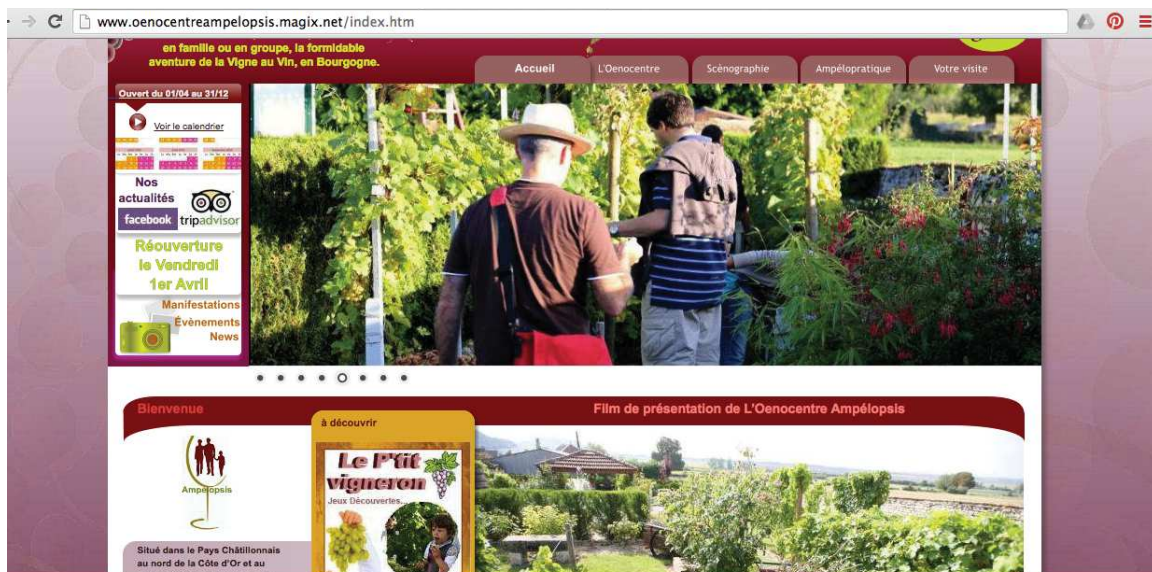 www.oenocentreampelopsis.magix.net/index.htm
en famille ou en groupe, la formidable
aventure de la Vigne au Vin, en Bourgogne.
Accueil
L'Oenocentre
Scènographie
Ampélopratique
Votre visite
Ouvert du 01/04 au 31/12
Voir le calendrier
Nos
actualités
facebook
tripadvisor
Réouverture
le Vendredi
1er Avril
Manifestations
Évènements
News
Bienvenue
à découvrir
Film de présentation de L'Oenocentre Ampélopsis
Ampélopsis
Le P'tit
vigneron
Jeux Découvertes...
Situé dans le Pays Châtillonnais
au nord de la Côte d'Or et au